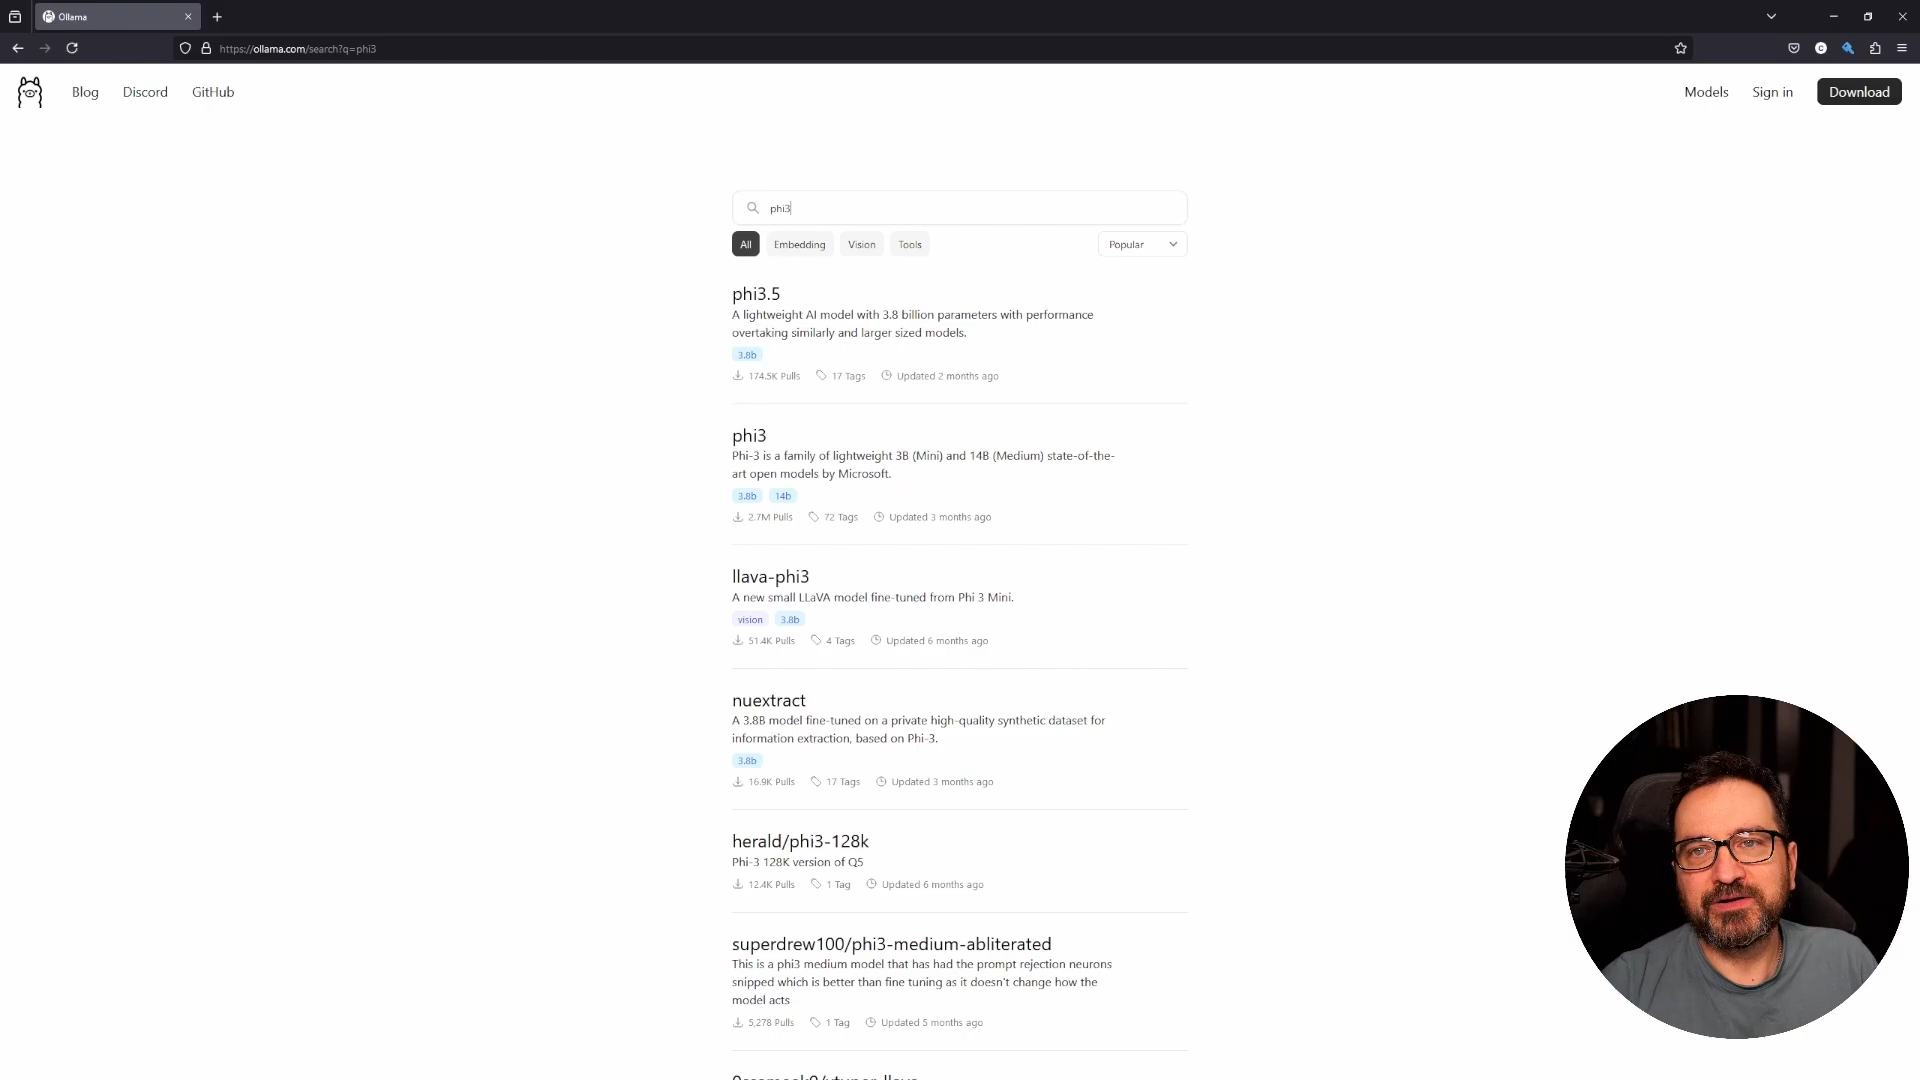 Ollama
https://ollama.com/search?q=phi3
Blog
Discord
GitHub
Models
Sign in
Download
phi3
All
Embedding
Vision
Tools
Popular
phi3.5
A lightweight AI model with 3.8 billion parameters with performance
overtaking similarly and larger sized models.
3.8b
174.5K Pulls 17 Tags Updated 2 months ago
phi3
Phi-3 is a family of lightweight 3B (Mini) and 14B (Medium) state-of-the-
art open models by Microsoft.
3.8b 14b
2.7M Pulls 72 Tags Updated 3 months ago
llava-phi3
A new small LLaVA model fine-tuned from Phi 3 Mini.
vision 3.8b
51.4K Pulls 4 Tags Updated 6 months ago
nuextract
A 3.8B model fine-tuned on a private high-quality synthetic dataset for
information extraction, based on Phi-3.
3.8b
16.9K Pulls 17 Tags Updated 3 months ago
herald/phi3-128k
Phi-3 128K version of Q5
12.4K Pulls 1 Tag Updated 6 months ago
superdrew100/phi3-medium-abliterated
This is a phi3 medium model that has had the prompt rejection neurons
snipped which is better than fine tuning as it doesn't change how the
model acts
5,278 Pulls 1 Tag Updated 5 months ago